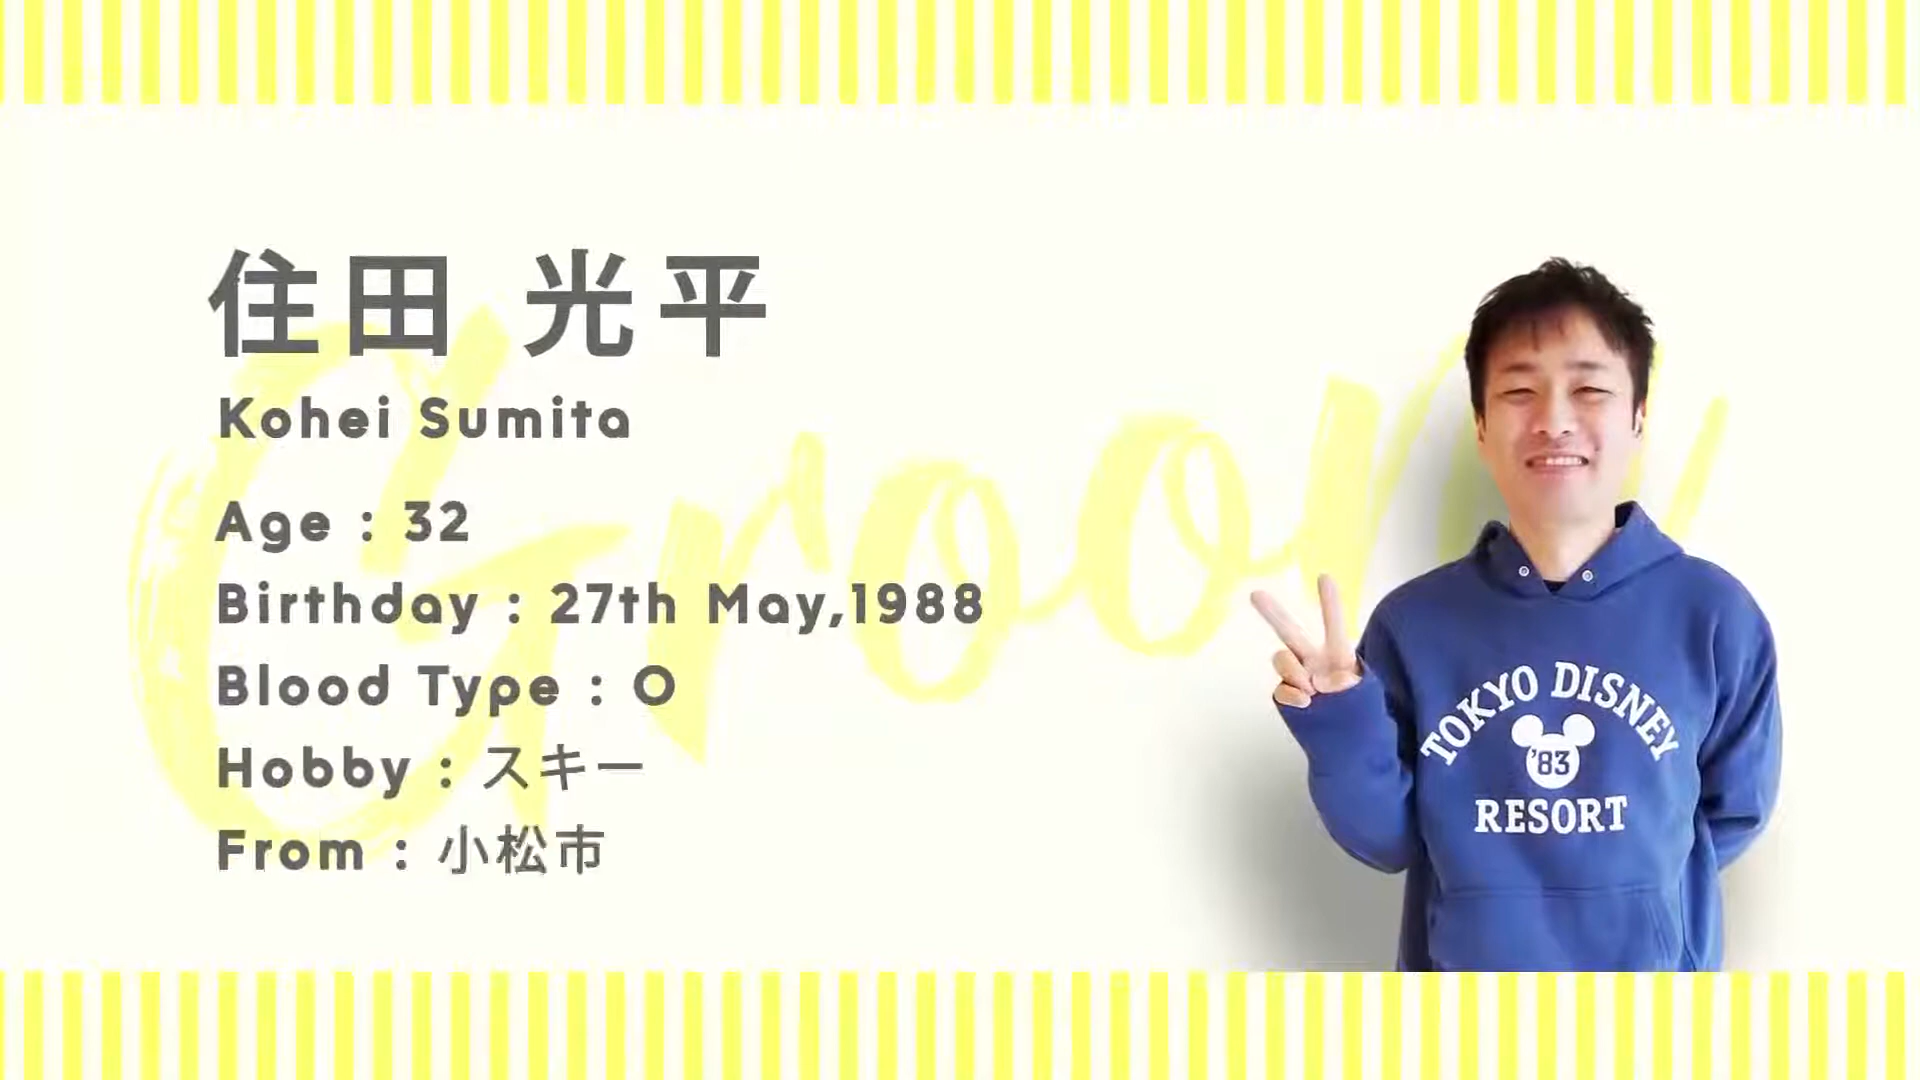 住田 光平
Kohei Sumita
Age : 32
Birthday : 27th May,1988
Blood Type : O
Hobby : スキー
From : 小松市
Groom
TOKYO DISNEY
'83
RESORT